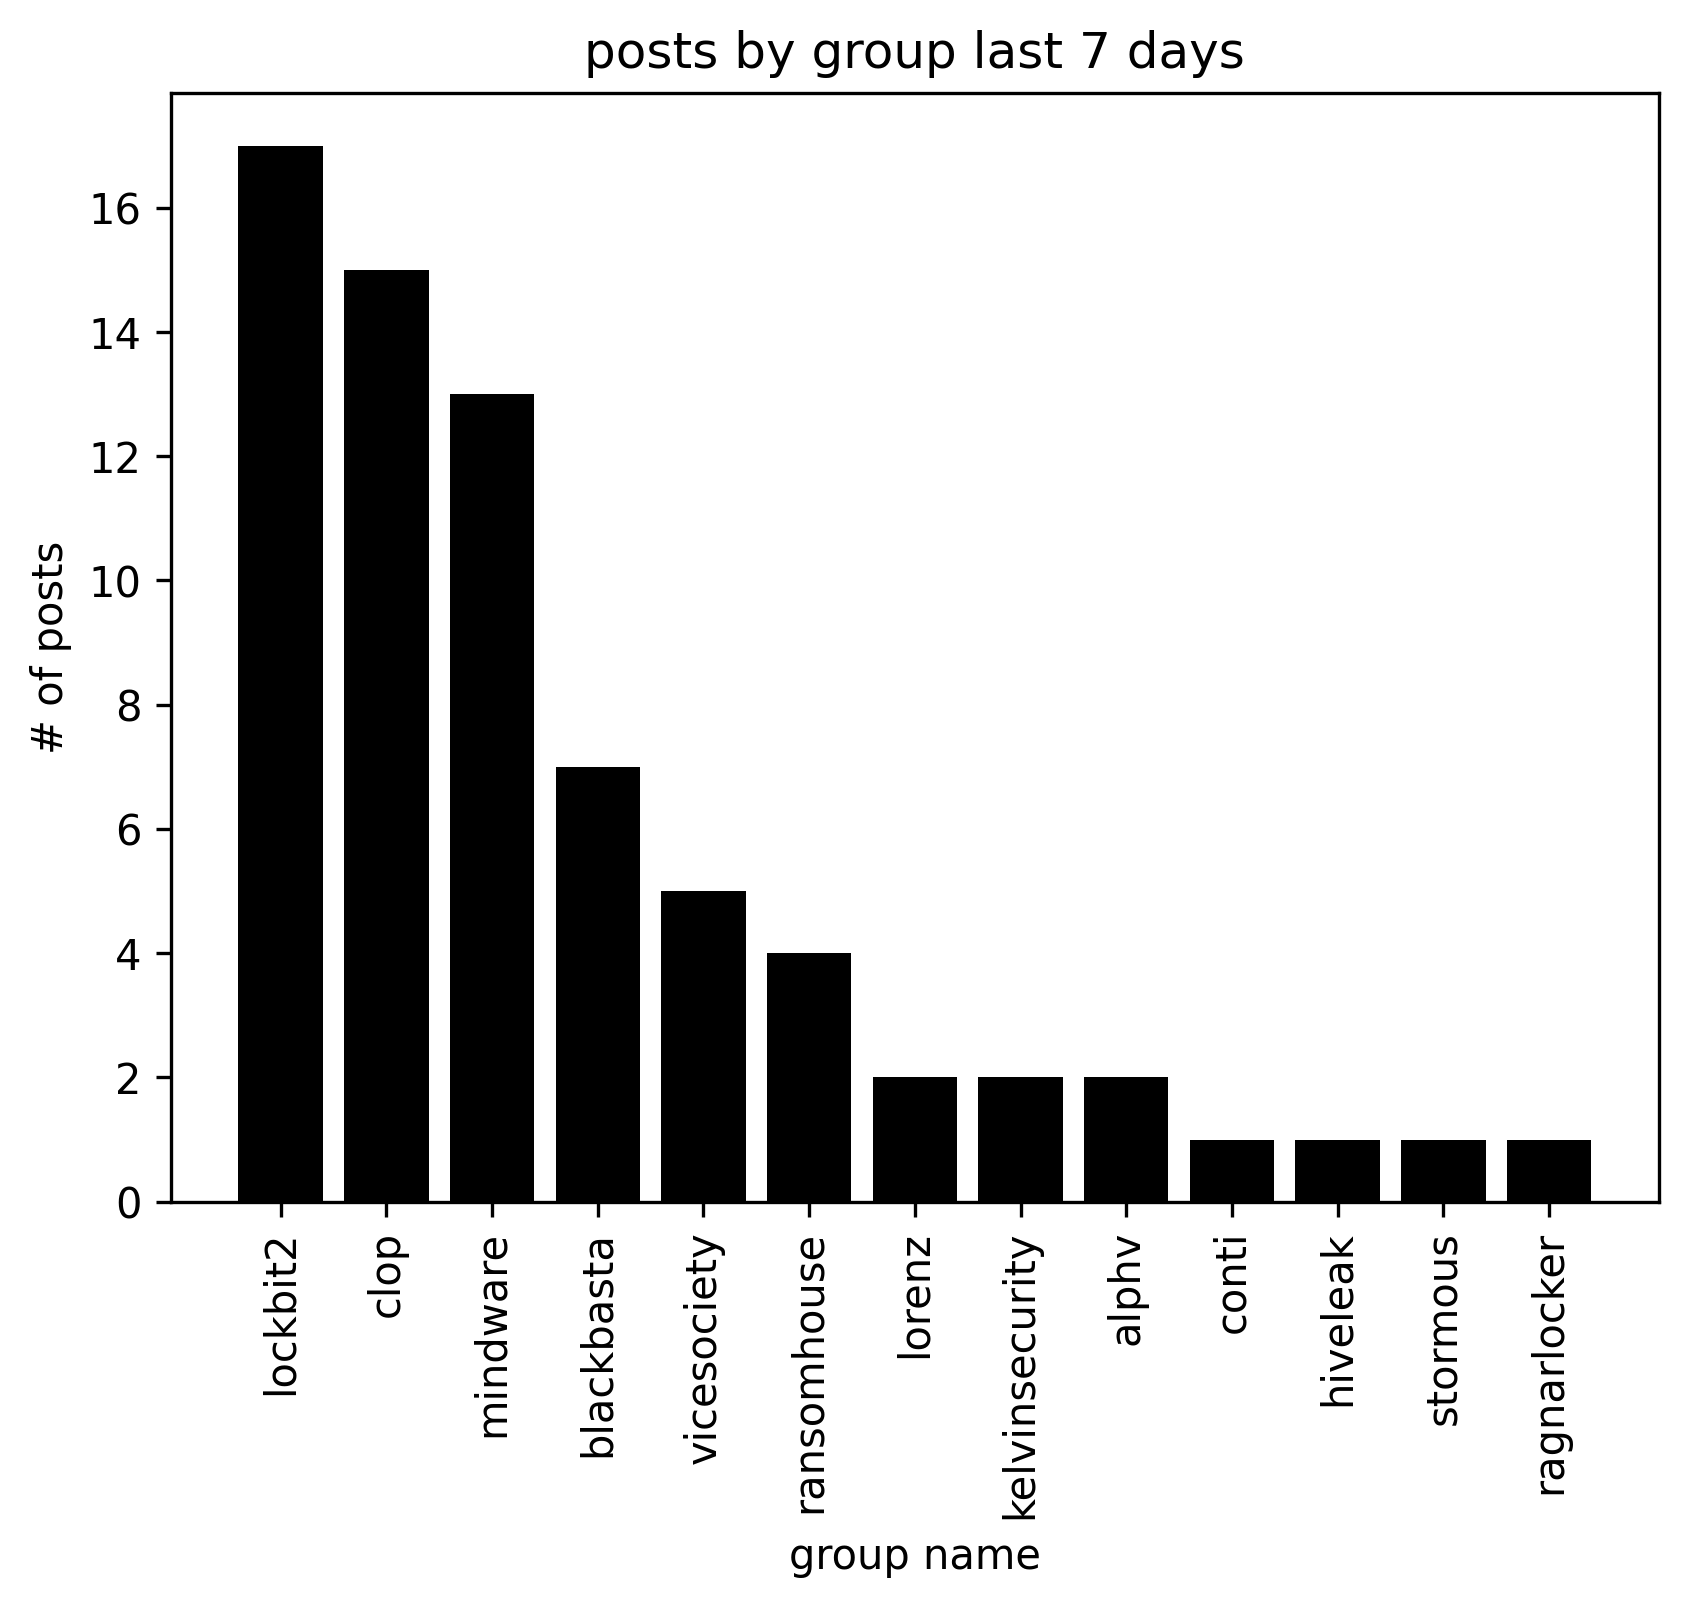 posts by group last 7 days
# of posts
16
14
12
10
8
6
4
2
0
lockbit2
clop
mindware
blackbasta
vicesociety
ransomhouse
lorenz
kelvinsecurity
alphv
conti
hiveleak
stormous
ragnarlocker
group name